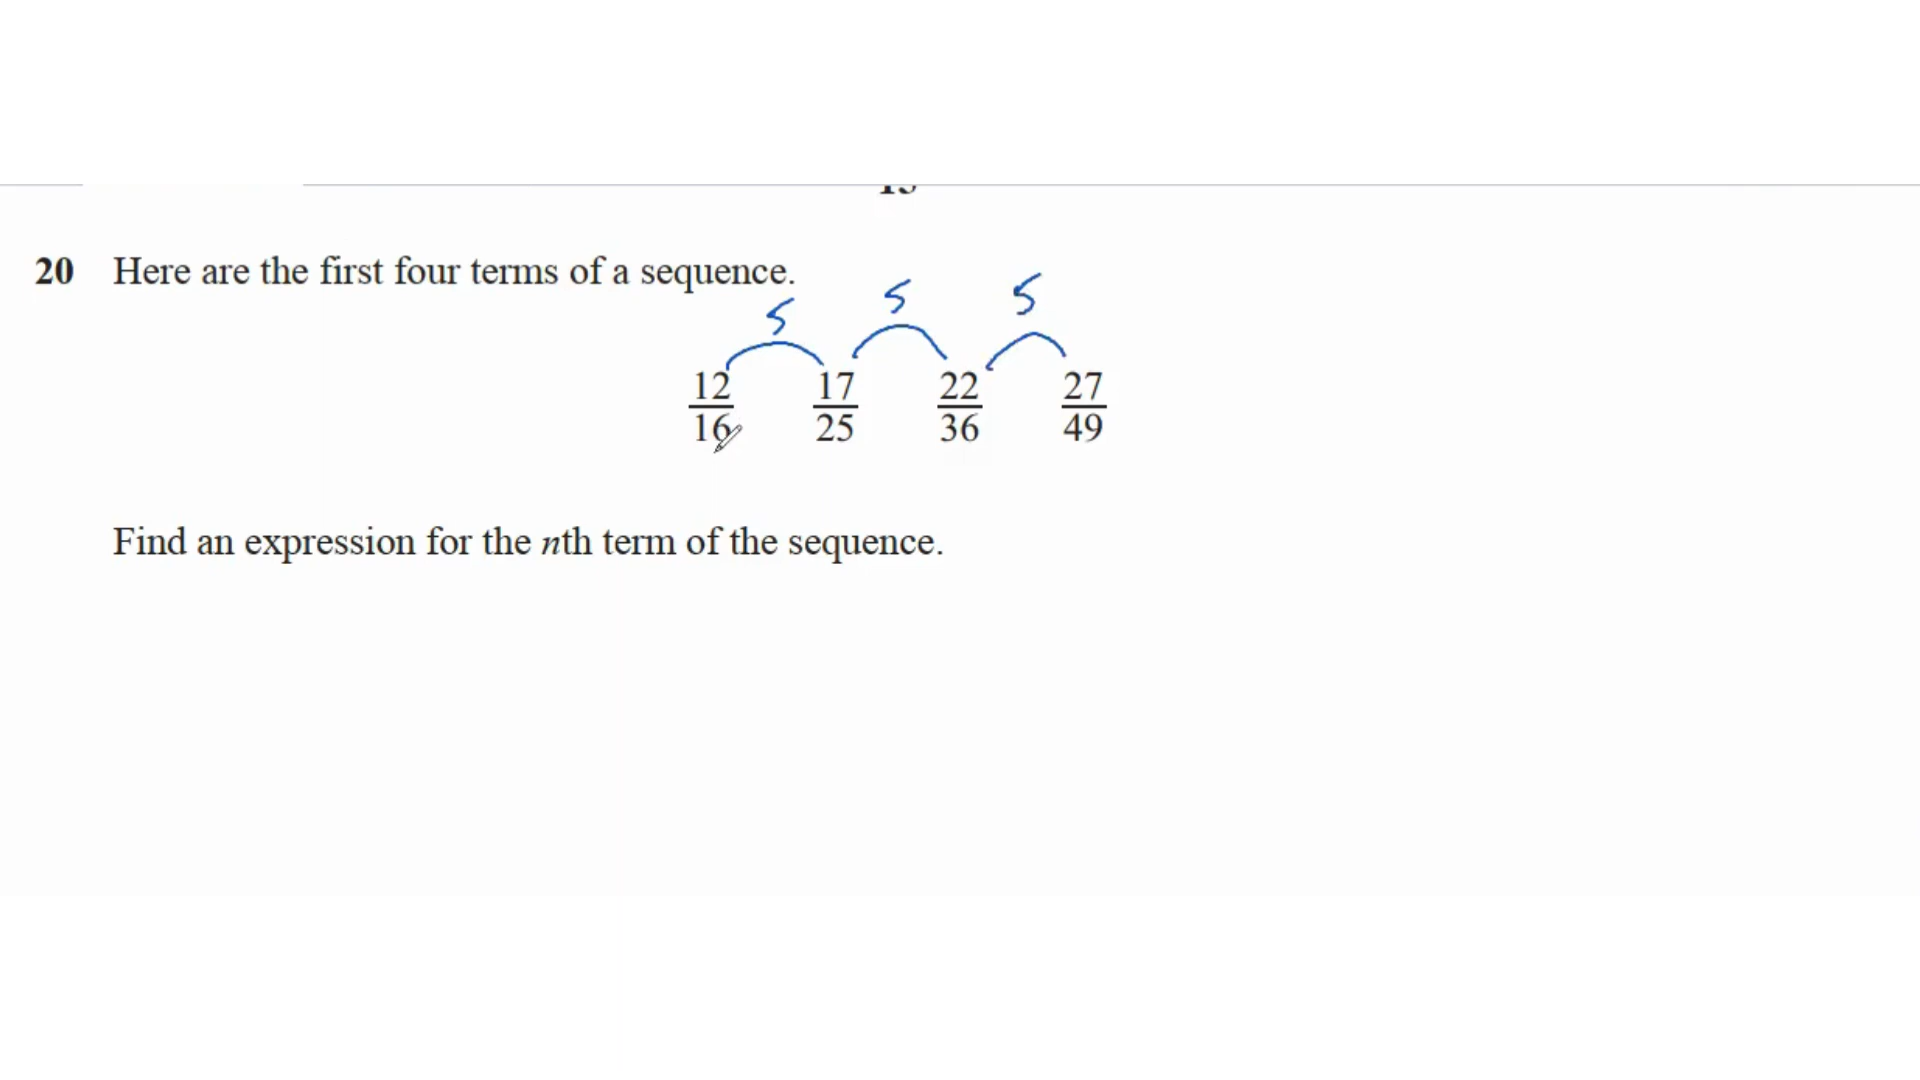 20 Here are the first four terms of a sequence.
5 5 5
12 17 22 27
16 25 36 49
Find an expression for the nth term of the sequence.